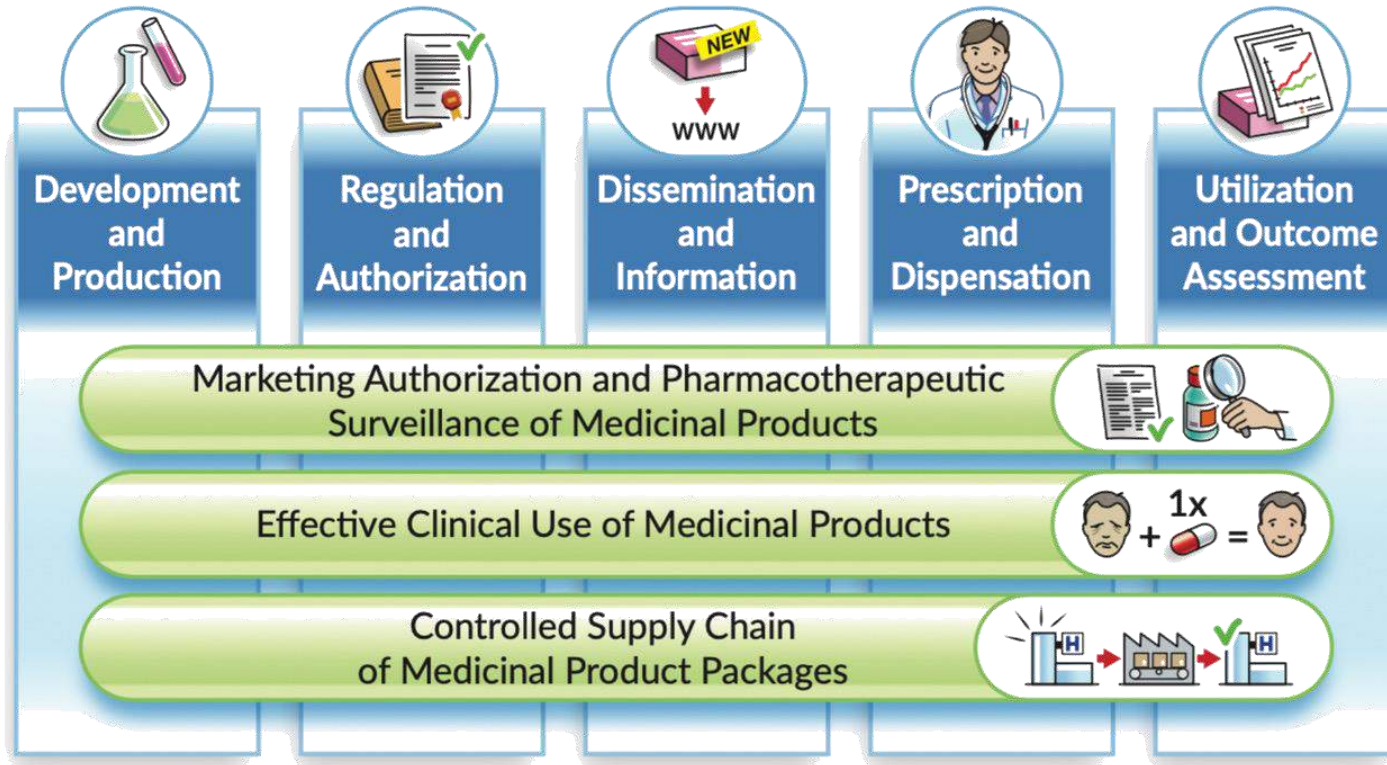 NEW
WWW
Development
and
Production
Regulation
and
Authorization
Dissemination
and
Information
Prescription
and
Dispensation
Utilization
and Outcome
Assessment
Marketing Authorization and Pharmacotherapeutic
Surveillance of Medicinal Products
Effective Clinical Use of Medicinal Products
1x
+ =
Controlled Supply Chain
of Medicinal Product Packages
H
H